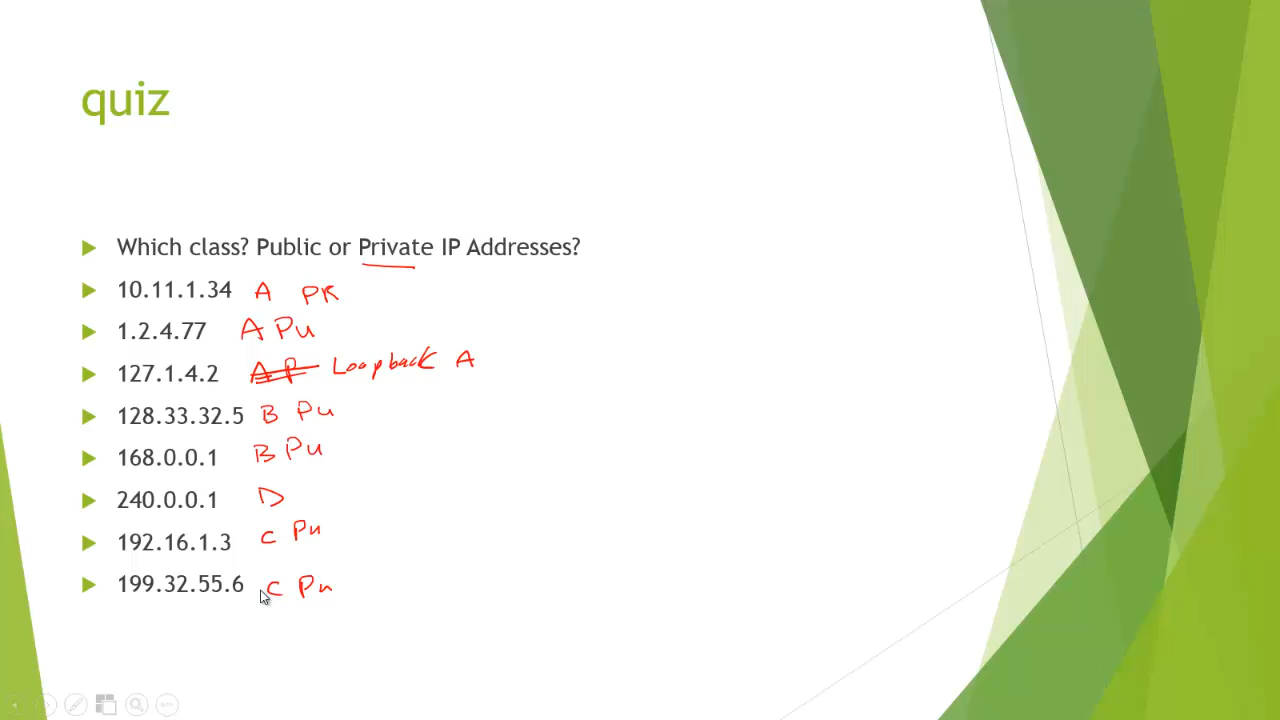 quiz
Which class? Public or Private IP Addresses?
10.11.1.34 A PR
1.2.4.77 A Pu
127.1.4.2 A P Loopback A
128.33.32.5 B Pu
168.0.0.1 B Pu
240.0.0.1 D
192.16.1.3 C Pu
199.32.55.6 C Pu